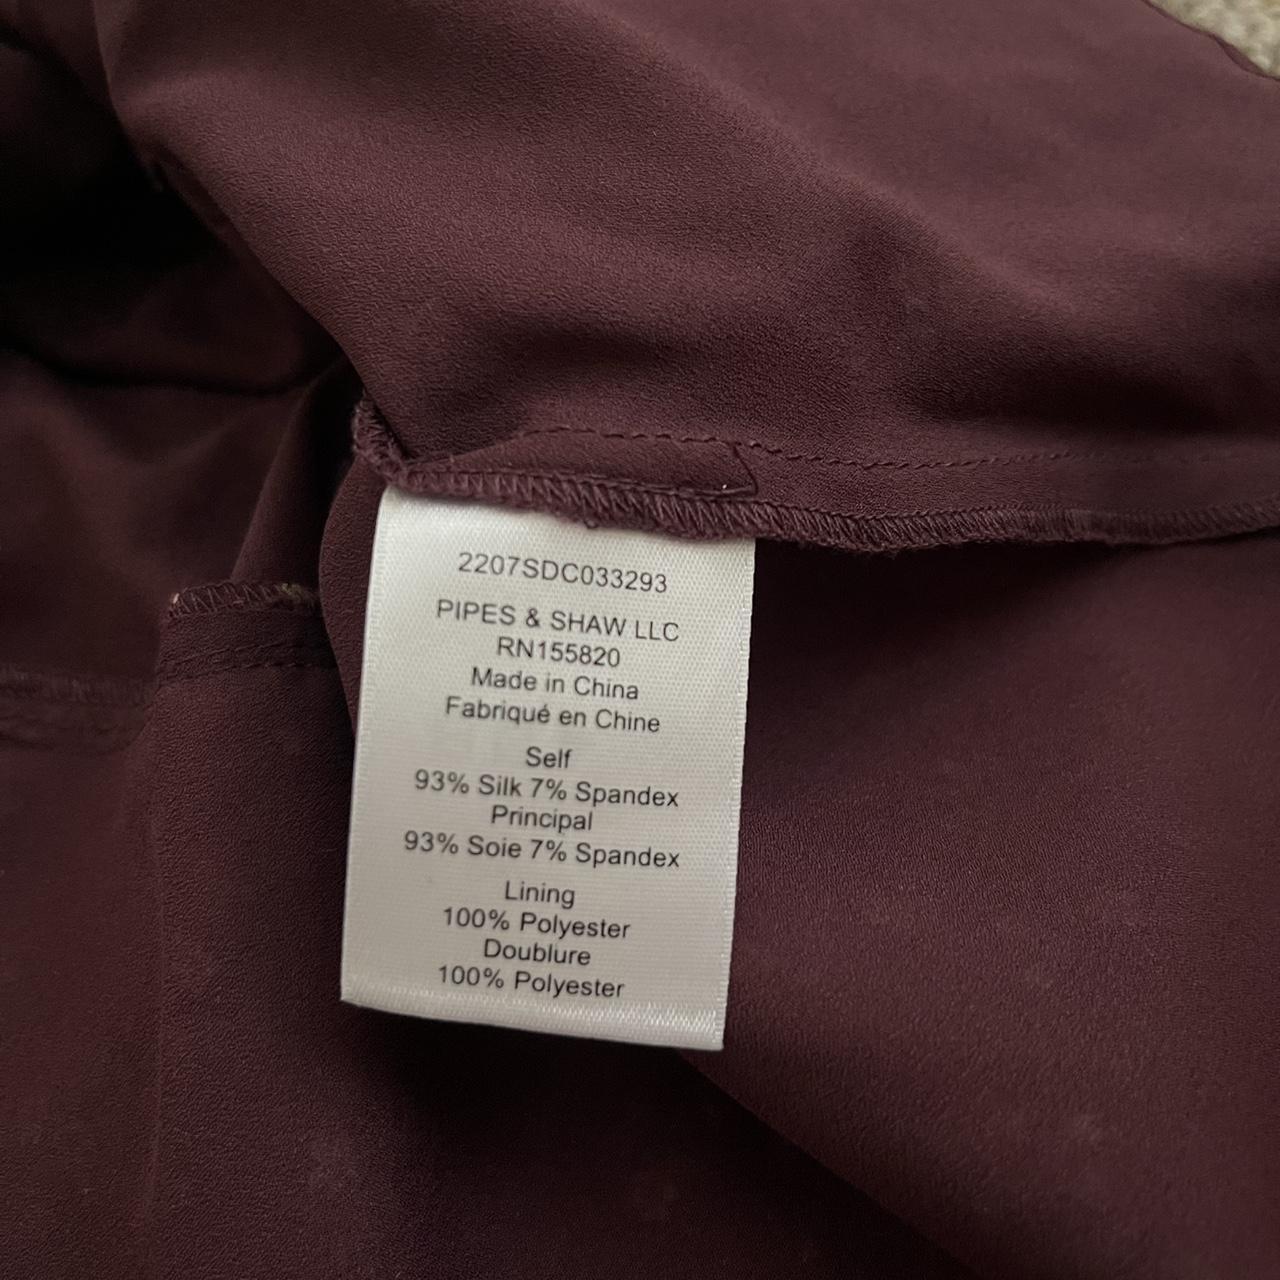 2207SDC033293
PIPES & SHAW LLC
RN155820
Made in China
Fabriqué en Chine
Self
93% Silk 7% Spandex
Principal
93% Soie 7% Spandex
Lining
100% Polyester
Doublure
100% Polyester